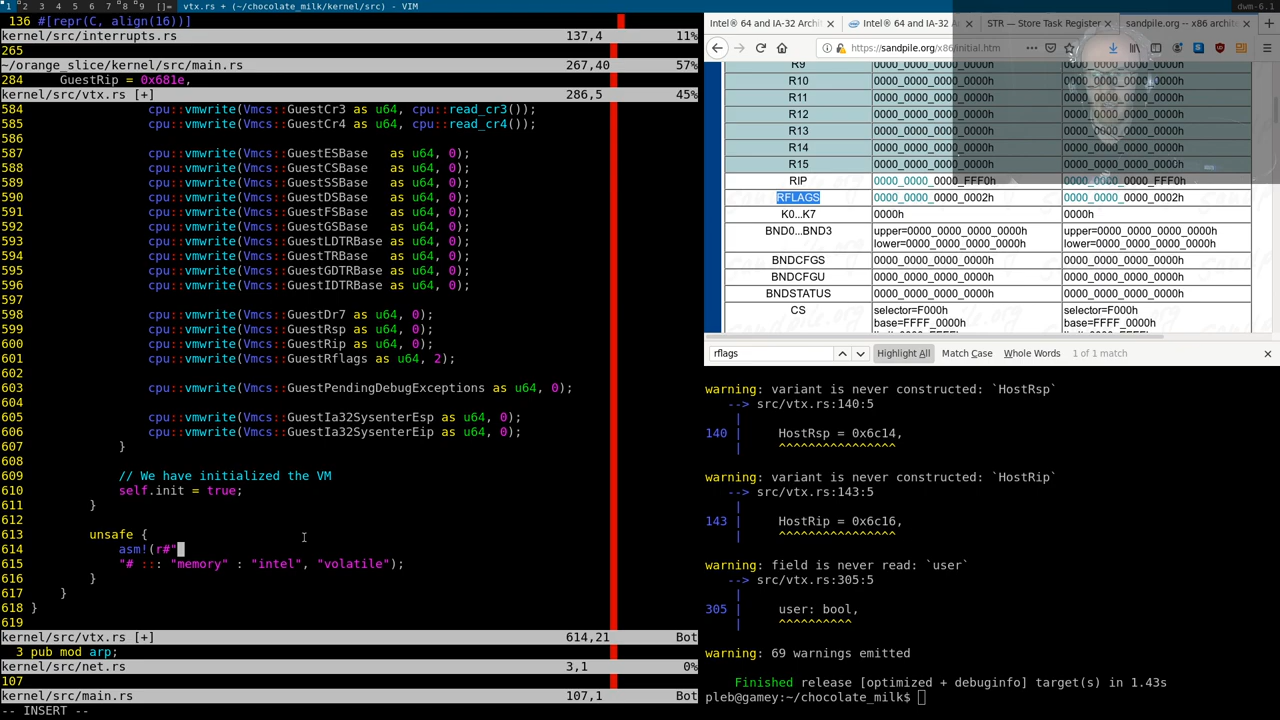 1 2 3 4 5 6 7 8 9 []= vtx.rs + (~/chocolate_milk/kernel/src) - VIM dwm-6.1
136 #[repr(C, align(16))]
kernel/src/interrupts.rs 137,4 11%
265
~/orange_slice/kernel/src/main.rs 267,40 57%
284     GuestRip = 0x681e,
kernel/src/vtx.rs [+] 286,5 45%
584 cpu::vmwrite(Vmcs::GuestCr3 as u64, cpu::read_cr3());
585 cpu::vmwrite(Vmcs::GuestCr4 as u64, cpu::read_cr4());
586
587 cpu::vmwrite(Vmcs::GuestESBase   as u64, 0);
588 cpu::vmwrite(Vmcs::GuestCSBase   as u64, 0);
589 cpu::vmwrite(Vmcs::GuestSSBase   as u64, 0);
590 cpu::vmwrite(Vmcs::GuestDSBase   as u64, 0);
591 cpu::vmwrite(Vmcs::GuestFSBase   as u64, 0);
592 cpu::vmwrite(Vmcs::GuestGSBase   as u64, 0);
593 cpu::vmwrite(Vmcs::GuestLDTRBase as u64, 0);
594 cpu::vmwrite(Vmcs::GuestTRBase   as u64, 0);
595 cpu::vmwrite(Vmcs::GuestGDTRBase as u64, 0);
596 cpu::vmwrite(Vmcs::GuestIDTRBase as u64, 0);
597
598 cpu::vmwrite(Vmcs::GuestDr7 as u64, 0);
599 cpu::vmwrite(Vmcs::GuestRsp as u64, 0);
600 cpu::vmwrite(Vmcs::GuestRip as u64, 0);
601 cpu::vmwrite(Vmcs::GuestRflags as u64, 2);
602
603 cpu::vmwrite(Vmcs::GuestPendingDebugExceptions as u64, 0);
604
605 cpu::vmwrite(Vmcs::GuestIa32SysenterEsp as u64, 0);
606 cpu::vmwrite(Vmcs::GuestIa32SysenterEip as u64, 0);
607 }
608
609 // We have initialized the VM
610 self.init = true;
611 }
612
613 unsafe {
614 asm!(r#"
615 "# ::: "memory" : "intel", "volatile");
616 }
617 }
618 }
619
kernel/src/vtx.rs [+] 614,21 Bot
3 pub mod arp;
kernel/src/net.rs 3,1 0%
107
kernel/src/main.rs 107,1 Bot
-- INSERT --
Intel® 64 and IA-32 Archi Intel® 64 and IA-32 A STR — Store Task Register sandpile.org -- x86 archit
https://sandpile.org/x86/initial.htm
R9 0000_0000_0000_0000h 0000_0000_0000_0000h
R10 0000_0000_0000_0000h 0000_0000_0000_0000h
R11 0000_0000_0000_0000h 0000_0000_0000_0000h
R12 0000_0000_0000_0000h 0000_0000_0000_0000h
R13 0000_0000_0000_0000h 0000_0000_0000_0000h
R14 0000_0000_0000_0000h 0000_0000_0000_0000h
R15 0000_0000_0000_0000h 0000_0000_0000_0000h
RIP 0000_0000_0000_FFF0h 0000_0000_0000_FFF0h
RFLAGS 0000_0000_0000_0002h 0000_0000_0000_0002h
K0...K7 0000h 0000h
BND0...BND3 upper=0000_0000_0000_0000h upper=0000_0000_0000_0000h
lower=0000_0000_0000_0000h lower=0000_0000_0000_0000h
BNDCFGS 0000_0000_0000_0000h 0000_0000_0000_0000h
BNDCFGU 0000_0000_0000_0000h 0000_0000_0000_0000h
BNDSTATUS 0000_0000_0000_0000h 0000_0000_0000_0000h
CS selector=F000h selector=F000h
base=FFFF_0000h base=FFFF_0000h
rflags Highlight All Match Case Whole Words 1 of 1 match
warning: variant is never constructed: `HostRsp`
--> src/vtx.rs:140:5
|
140 |     HostRsp = 0x6c14,
|     ^^^^^^^^^^^^^^^^
warning: variant is never constructed: `HostRip`
--> src/vtx.rs:143:5
|
143 |     HostRip = 0x6c16,
|     ^^^^^^^^^^^^^^^^
warning: field is never read: `user`
--> src/vtx.rs:305:5
|
305 |     user: bool,
|     ^^^^^^^^^^
warning: 69 warnings emitted
Finished release [optimized + debuginfo] target(s) in 1.43s
pleb@gamey:~/chocolate_milk$